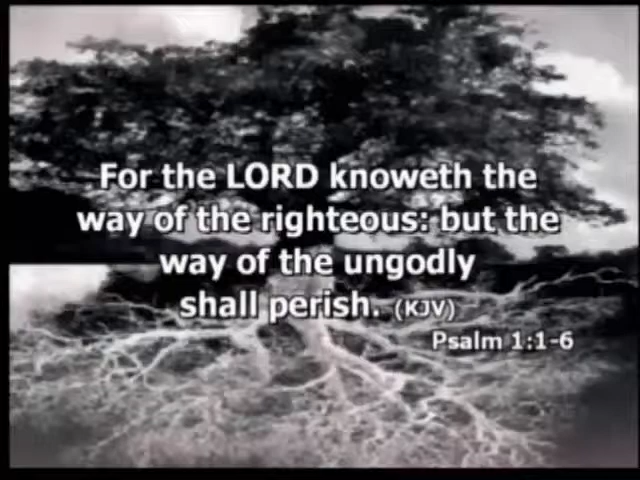 For the LORD knoweth the
way of the righteous: but the
way of the ungodly
shall perish. (KJV)
Psalm 1:1-6